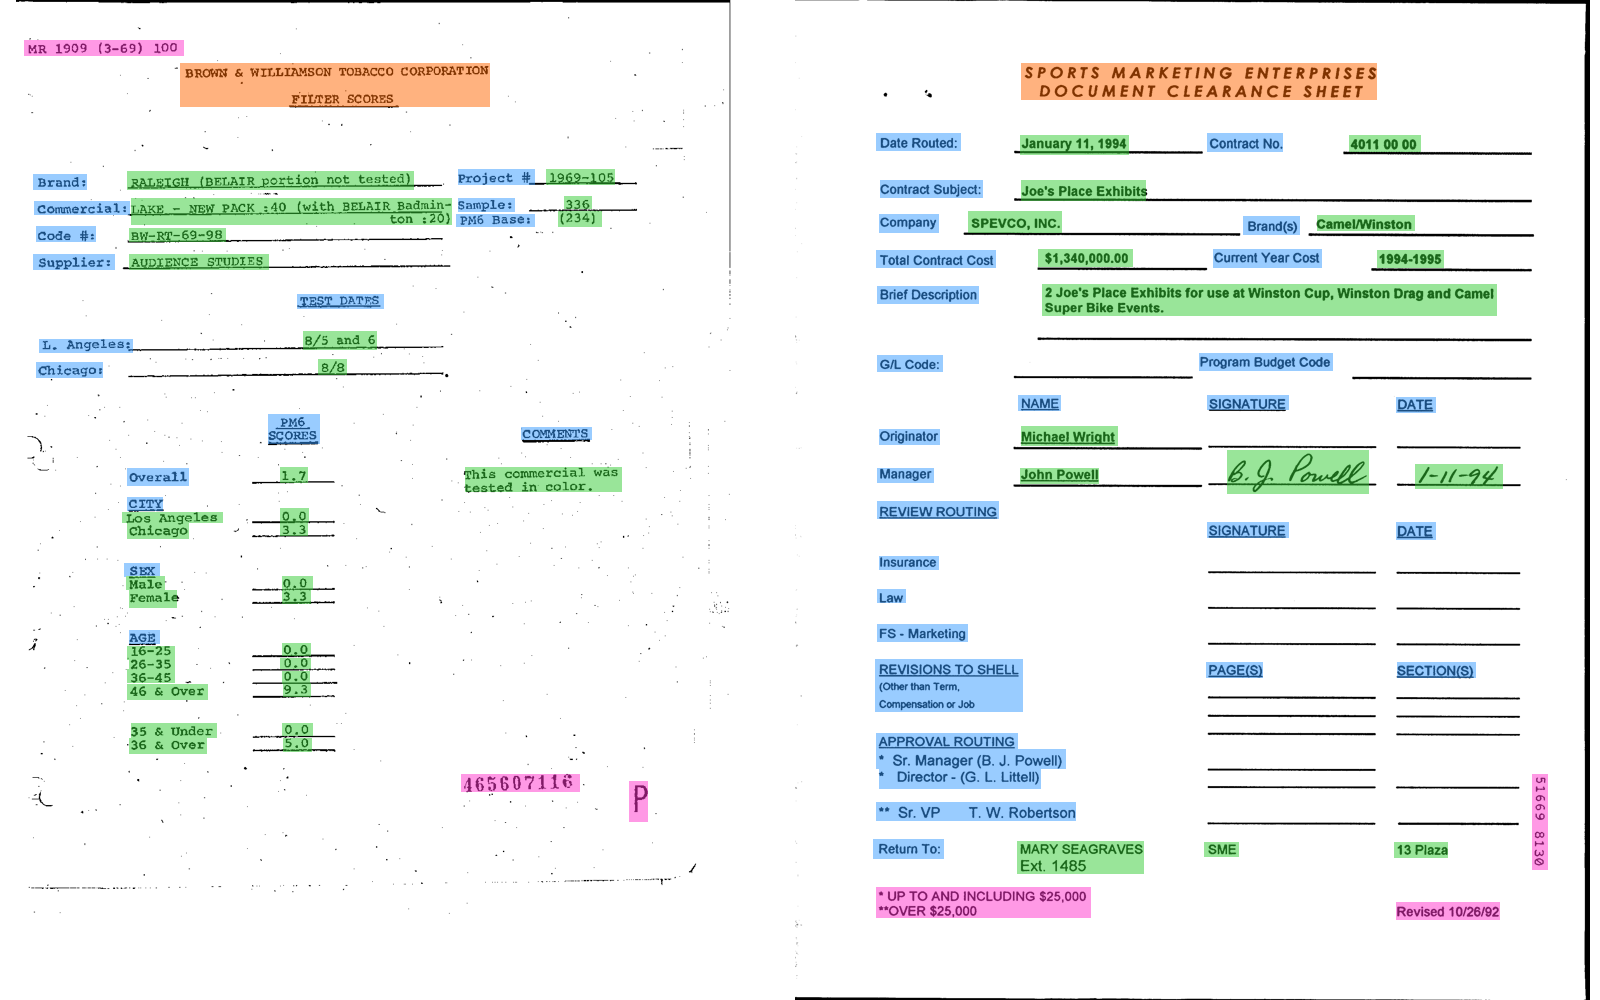 MR 1909 (3-69) 100
BROWN & WILLIAMSON TOBACCO CORPORATION
FILTER SCORES
Brand: RALEIGH (BELAIR portion not tested) Project # 1969-105
Commercial: LAKE - NEW PACK :40 (with BELAIR Badmin- Sample: 336
ton :20) PM6 Base: (234)
Code #: BW-RT-69-98
Supplier: AUDIENCE STUDIES
TEST DATES
L. Angeles: 8/5 and 6
Chicago: 8/8
PM6
SCORES COMMENTS
Overall 1.7 This commercial was
tested in color.
CITY
Los Angeles 0.0
Chicago 3.3
SEX
Male 0.0
Female 3.3
AGE
16-25 0.0
26-35 0.0
36-45 0.0
46 & Over 9.3
35 & Under 0.0
36 & Over 5.0
465607116
P
SPORTS MARKETING ENTERPRISES
DOCUMENT CLEARANCE SHEET
Date Routed: January 11, 1994 Contract No. 4011 00 00
Contract Subject: Joe's Place Exhibits
Company SPEVCO, INC. Brand(s) Camel/Winston
Total Contract Cost $1,340,000.00 Current Year Cost 1994-1995
Brief Description 2 Joe's Place Exhibits for use at Winston Cup, Winston Drag and Camel
Super Bike Events.
G/L Code: Program Budget Code
NAME SIGNATURE DATE
Originator Michael Wright
Manager John Powell B. J. Powell 1-11-94
REVIEW ROUTING
SIGNATURE DATE
Insurance
Law
FS - Marketing
REVISIONS TO SHELL PAGE(S) SECTION(S)
(Other than Term,
Compensation or Job
APPROVAL ROUTING
* Sr. Manager (B. J. Powell)
* Director - (G. L. Littell)
** Sr. VP T. W. Robertson
Return To: MARY SEAGRAVES SME 13 Plaza
Ext. 1485
* UP TO AND INCLUDING $25,000
**OVER $25,000 Revised 10/26/92
51669 8130